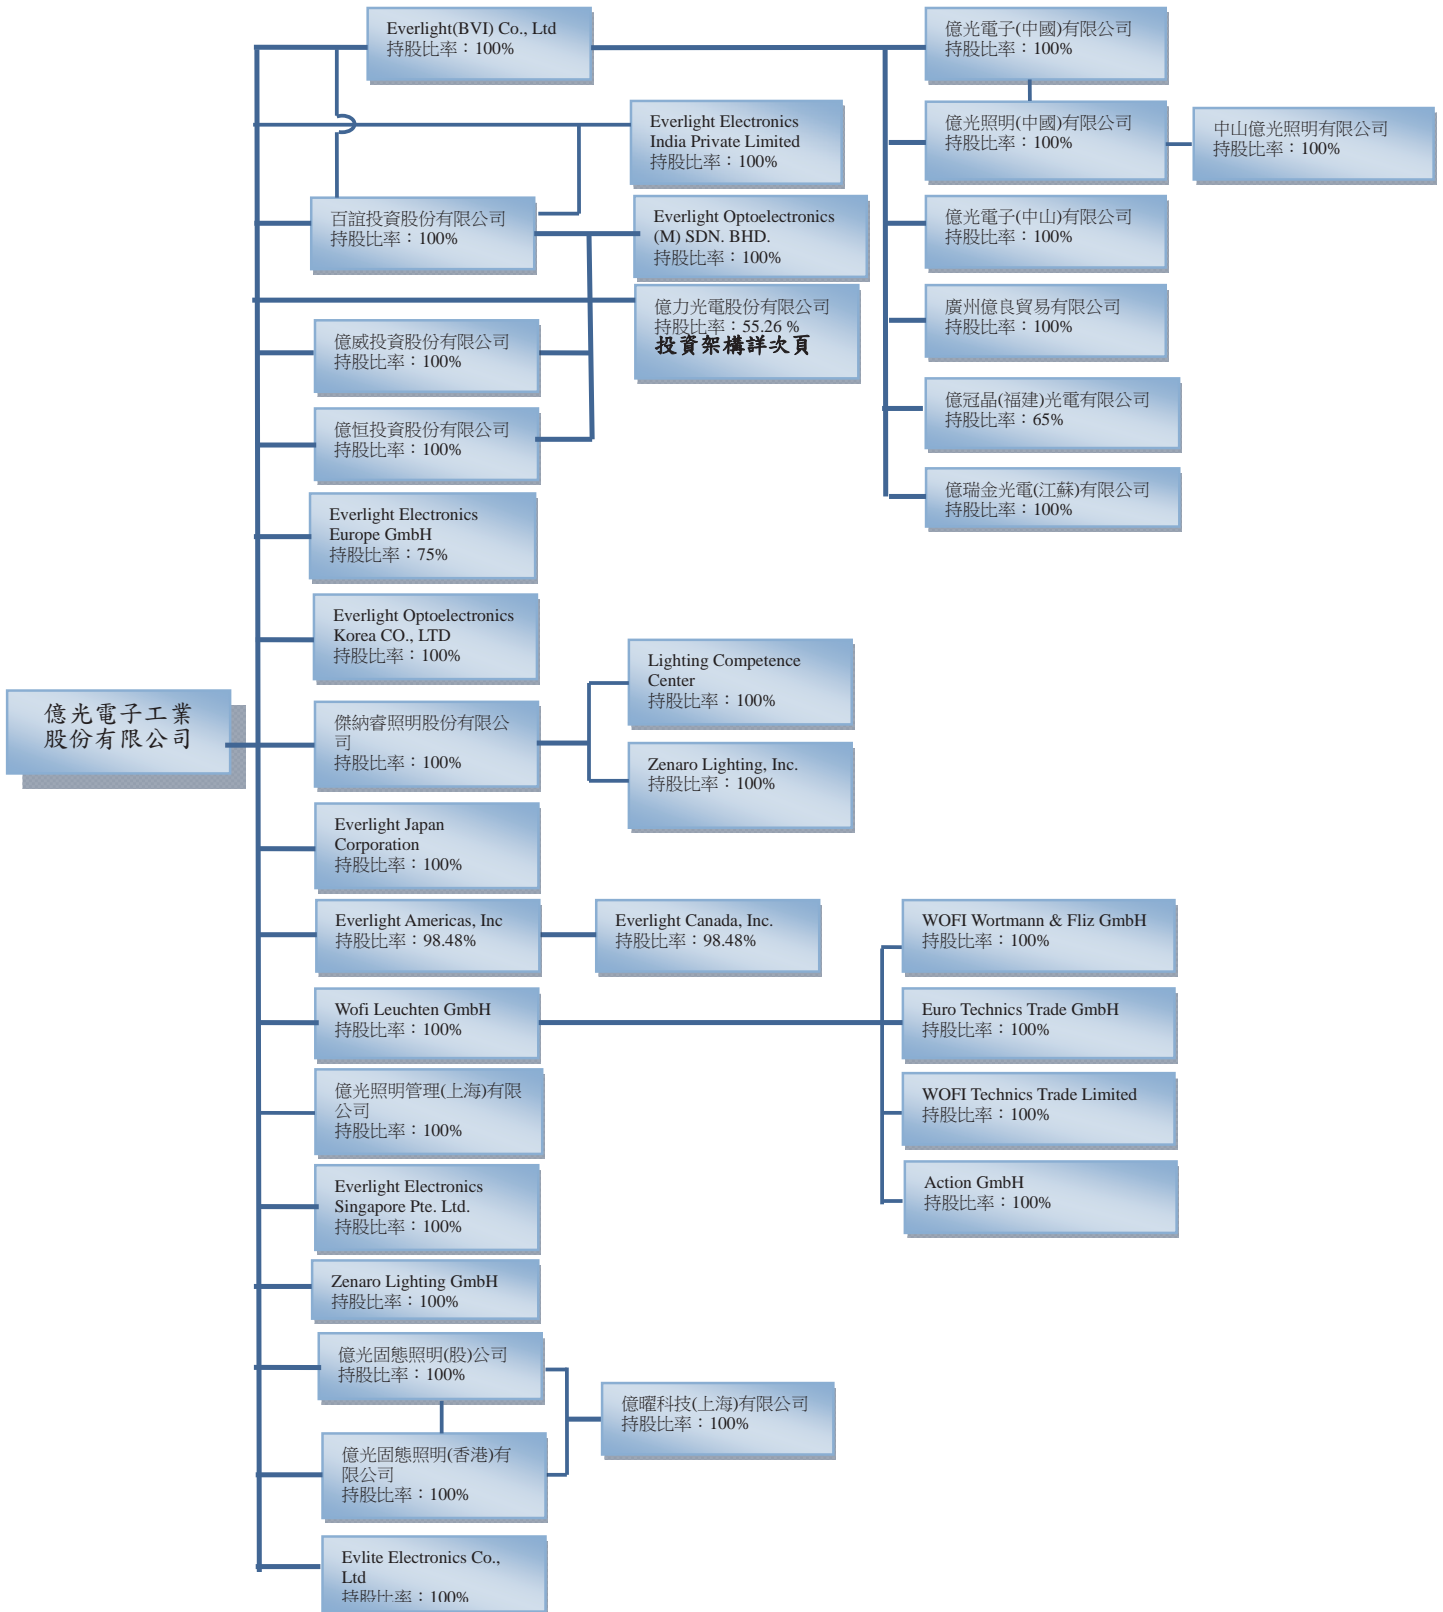 億光電子工業
股份有限公司
Everlight(BVI) Co., Ltd
持股比率：100%
Everlight Electronics
India Private Limited
持股比率：100%
百誼投資股份有限公司
持股比率：100%
Everlight Optoelectronics
(M) SDN. BHD.
持股比率：100%
億力光電股份有限公司
持股比率：55.26 %
投資架構詳次頁
億威投資股份有限公司
持股比率：100%
億恒投資股份有限公司
持股比率：100%
Everlight Electronics
Europe GmbH
持股比率：75%
Everlight Optoelectronics
Korea CO., LTD
持股比率：100%
傑納睿照明股份有限公
司
持股比率：100%
Lighting Competence
Center
持股比率：100%
Zenaro Lighting, Inc.
持股比率：100%
Everlight Japan
Corporation
持股比率：100%
Everlight Americas, Inc
持股比率：98.48%
Everlight Canada, Inc.
持股比率：98.48%
Wofi Leuchten GmbH
持股比率：100%
WOFI Wortmann & Fliz GmbH
持股比率：100%
Euro Technics Trade GmbH
持股比率：100%
WOFI Technics Trade Limited
持股比率：100%
Action GmbH
持股比率：100%
億光照明管理(上海)有限
公司
持股比率：100%
Everlight Electronics
Singapore Pte. Ltd.
持股比率：100%
Zenaro Lighting GmbH
持股比率：100%
億光固態照明(股)公司
持股比率：100%
億光固態照明(香港)有
限公司
持股比率：100%
億曜科技(上海)有限公司
持股比率：100%
Evlite Electronics Co.,
Ltd
持股比率：100%
億光電子(中國)有限公司
持股比率：100%
億光照明(中國)有限公司
持股比率：100%
中山億光照明有限公司
持股比率：100%
億光電子(中山)有限公司
持股比率：100%
廣州億良貿易有限公司
持股比率：100%
億冠晶(福建)光電有限公司
持股比率：65%
億瑞金光電(江蘇)有限公司
持股比率：100%